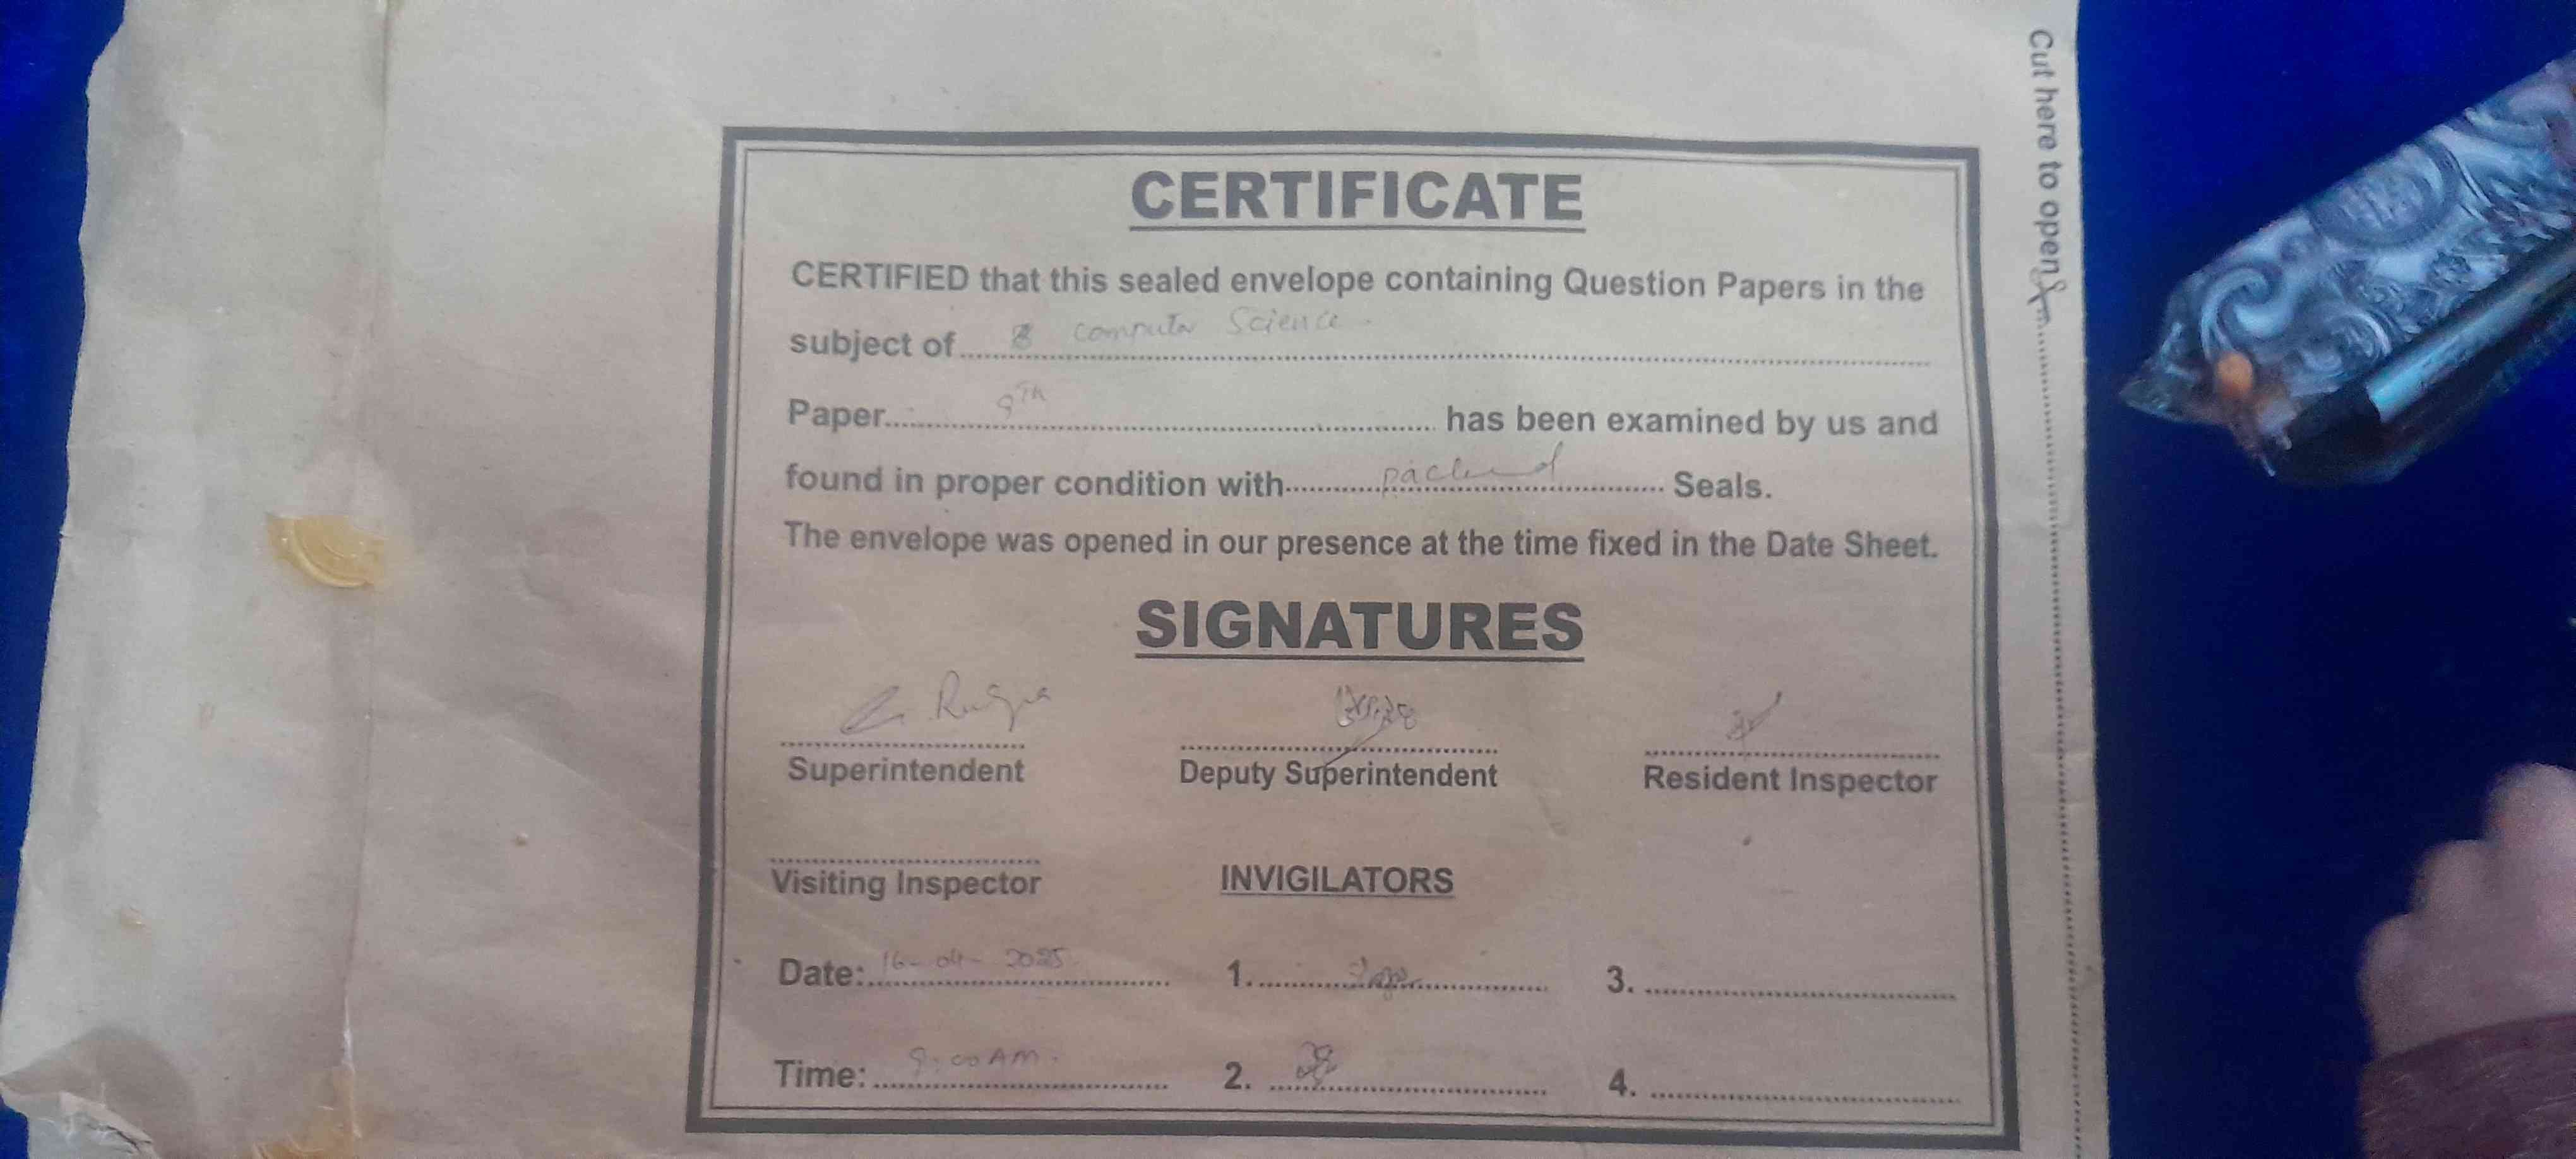 CERTIFICATE
CERTIFIED that this sealed envelope containing Question Papers in the
subject of Computer Science.
Paper 9th has been examined by us and
found in proper condition with packed Seals.
The envelope was opened in our presence at the time fixed in the Date Sheet.
SIGNATURES
Superintendent Deputy Superintendent Resident Inspector
Visiting Inspector INVIGILATORS
Date: 16-04-2025 1. 3.
Time: 9:00 AM. 2. 4.
Cut here to open